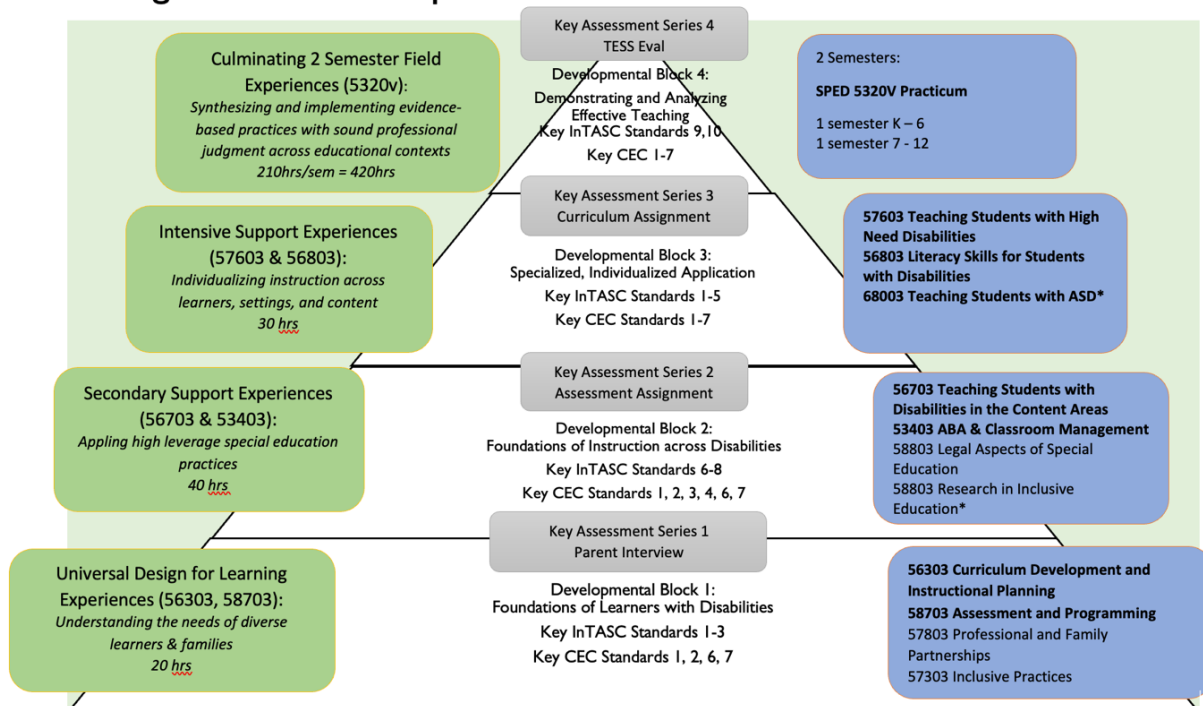 Key Assessment Series 4
TESS Eval
Culminating 2 Semester Field
Experiences (5320v):
Synthesizing and implementing evidence-
based practices with sound professional
judgment across educational contexts
210hrs/sem = 420hrs
Developmental Block 4:
Demonstrating and Analyzing
Effective Teaching
Key InTASC Standards 9,10
Key CEC 1-7
2 Semesters:
SPED 5320V Practicum
1 semester K – 6
1 semester 7 - 12
Key Assessment Series 3
Curriculum Assignment
Intensive Support Experiences
(57603 & 56803):
Individualizing instruction across
learners, settings, and content
30 hrs
Developmental Block 3:
Specialized, Individualized Application
Key InTASC Standards 1-5
Key CEC Standards 1-7
57603 Teaching Students with High
Need Disabilities
56803 Literacy Skills for Students
with Disabilities
68003 Teaching Students with ASD*
Key Assessment Series 2
Assessment Assignment
Secondary Support Experiences
(56703 & 53403):
Appling high leverage special education
practices
40 hrs
Developmental Block 2:
Foundations of Instruction across Disabilities
Key InTASC Standards 6-8
Key CEC Standards 1, 2, 3, 4, 6, 7
56703 Teaching Students with
Disabilities in the Content Areas
53403 ABA & Classroom Management
58803 Legal Aspects of Special
Education
58803 Research in Inclusive
Education*
Key Assessment Series 1
Parent Interview
Universal Design for Learning
Experiences (56303, 58703):
Understanding the needs of diverse
learners & families
20 hrs
Developmental Block 1:
Foundations of Learners with Disabilities
Key InTASC Standards 1-3
Key CEC Standards 1, 2, 6, 7
56303 Curriculum Development and
Instructional Planning
58703 Assessment and Programming
57803 Professional and Family
Partnerships
57303 Inclusive Practices